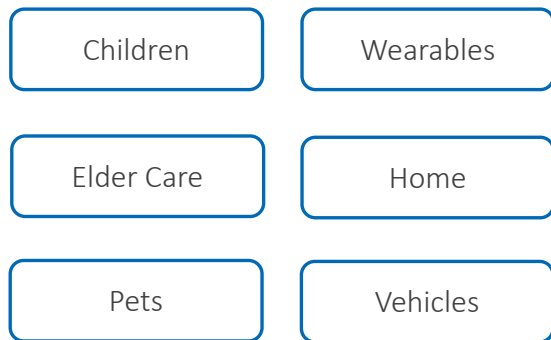 Children
Wearables
Elder Care
Home
Pets
Vehicles